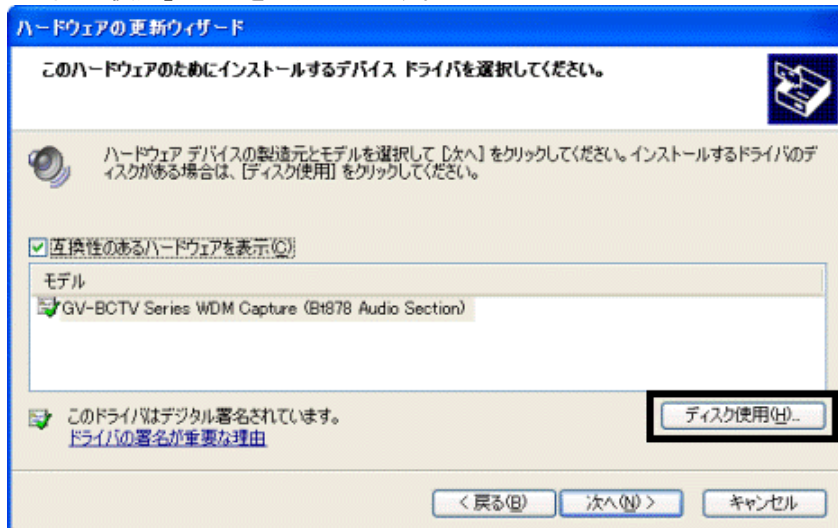 ハードウェアの更新ウィザード
このハードウェアのためにインストールするデバイス ドライバを選択してください。
ハードウェア デバイスの製造元とモデルを選択して [次へ] をクリックしてください。インストールするドライバのデ
ィスクがある場合は、[ディスク使用] をクリックしてください。
互換性のあるハードウェアを表示(C)
モデル
GV-BCTV Series WDM Capture (Bt878 Audio Section)
このドライバはデジタル署名されています。
ディスク使用(H)...
ドライバの署名が重要な理由
< 戻る(B) 次へ(N) > キャンセル